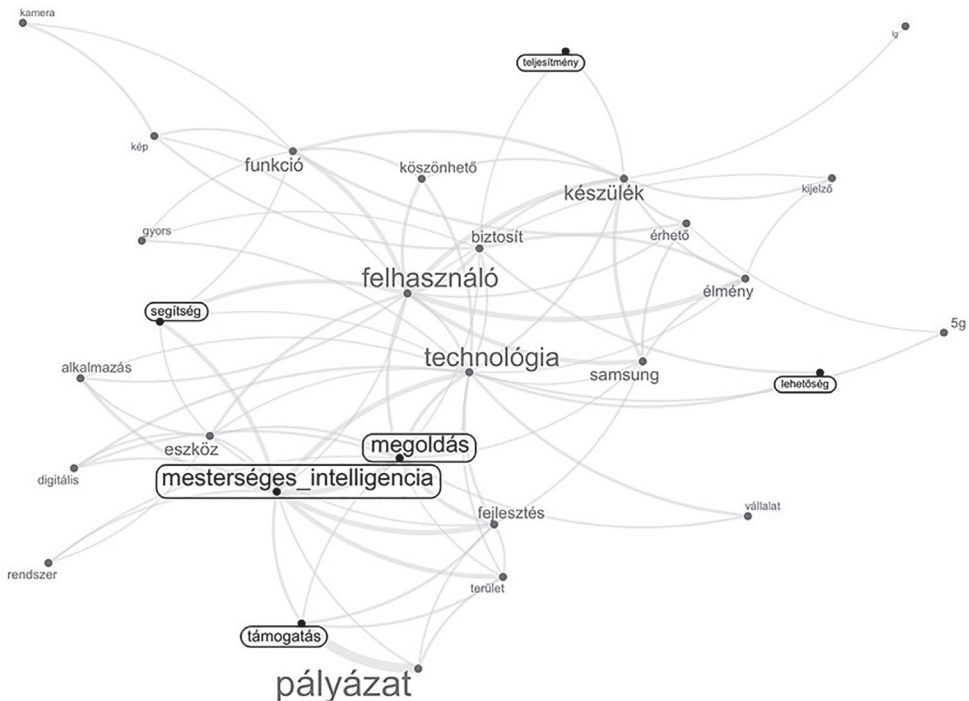 kamera
lg
teljesítmény
kép
funkció
köszönhető
készülék
kijelző
gyors
biztosít
érhető
felhasználó
élmény
segítség
5g
technológia
alkalmazás
samsung
lehetőség
megoldás
eszköz
digitális
mesterséges_intelligencia
fejlesztés
vállalat
rendszer
terület
támogatás
pályázat